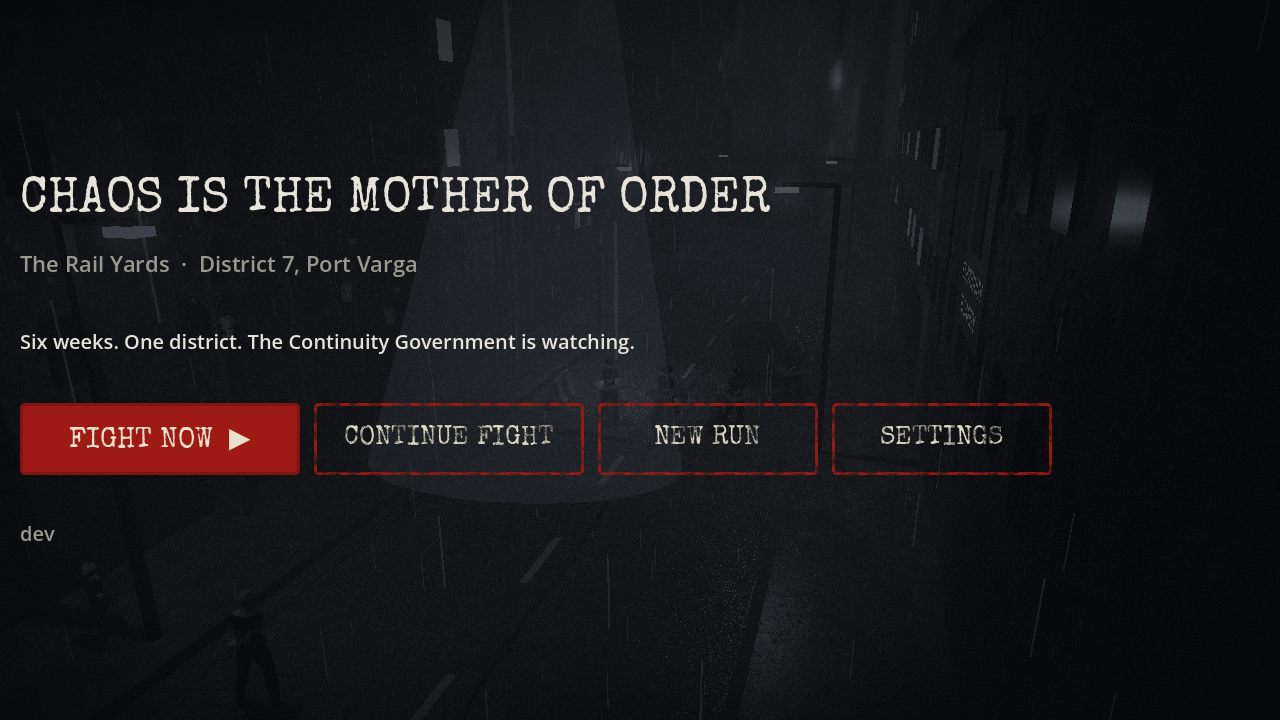 CHAOS IS THE MOTHER OF ORDER
The Rail Yards · District 7, Port Varga
Six weeks. One district. The Continuity Government is watching.
FIGHT NOW ▶
CONTINUE FIGHT
NEW RUN
SETTINGS
dev